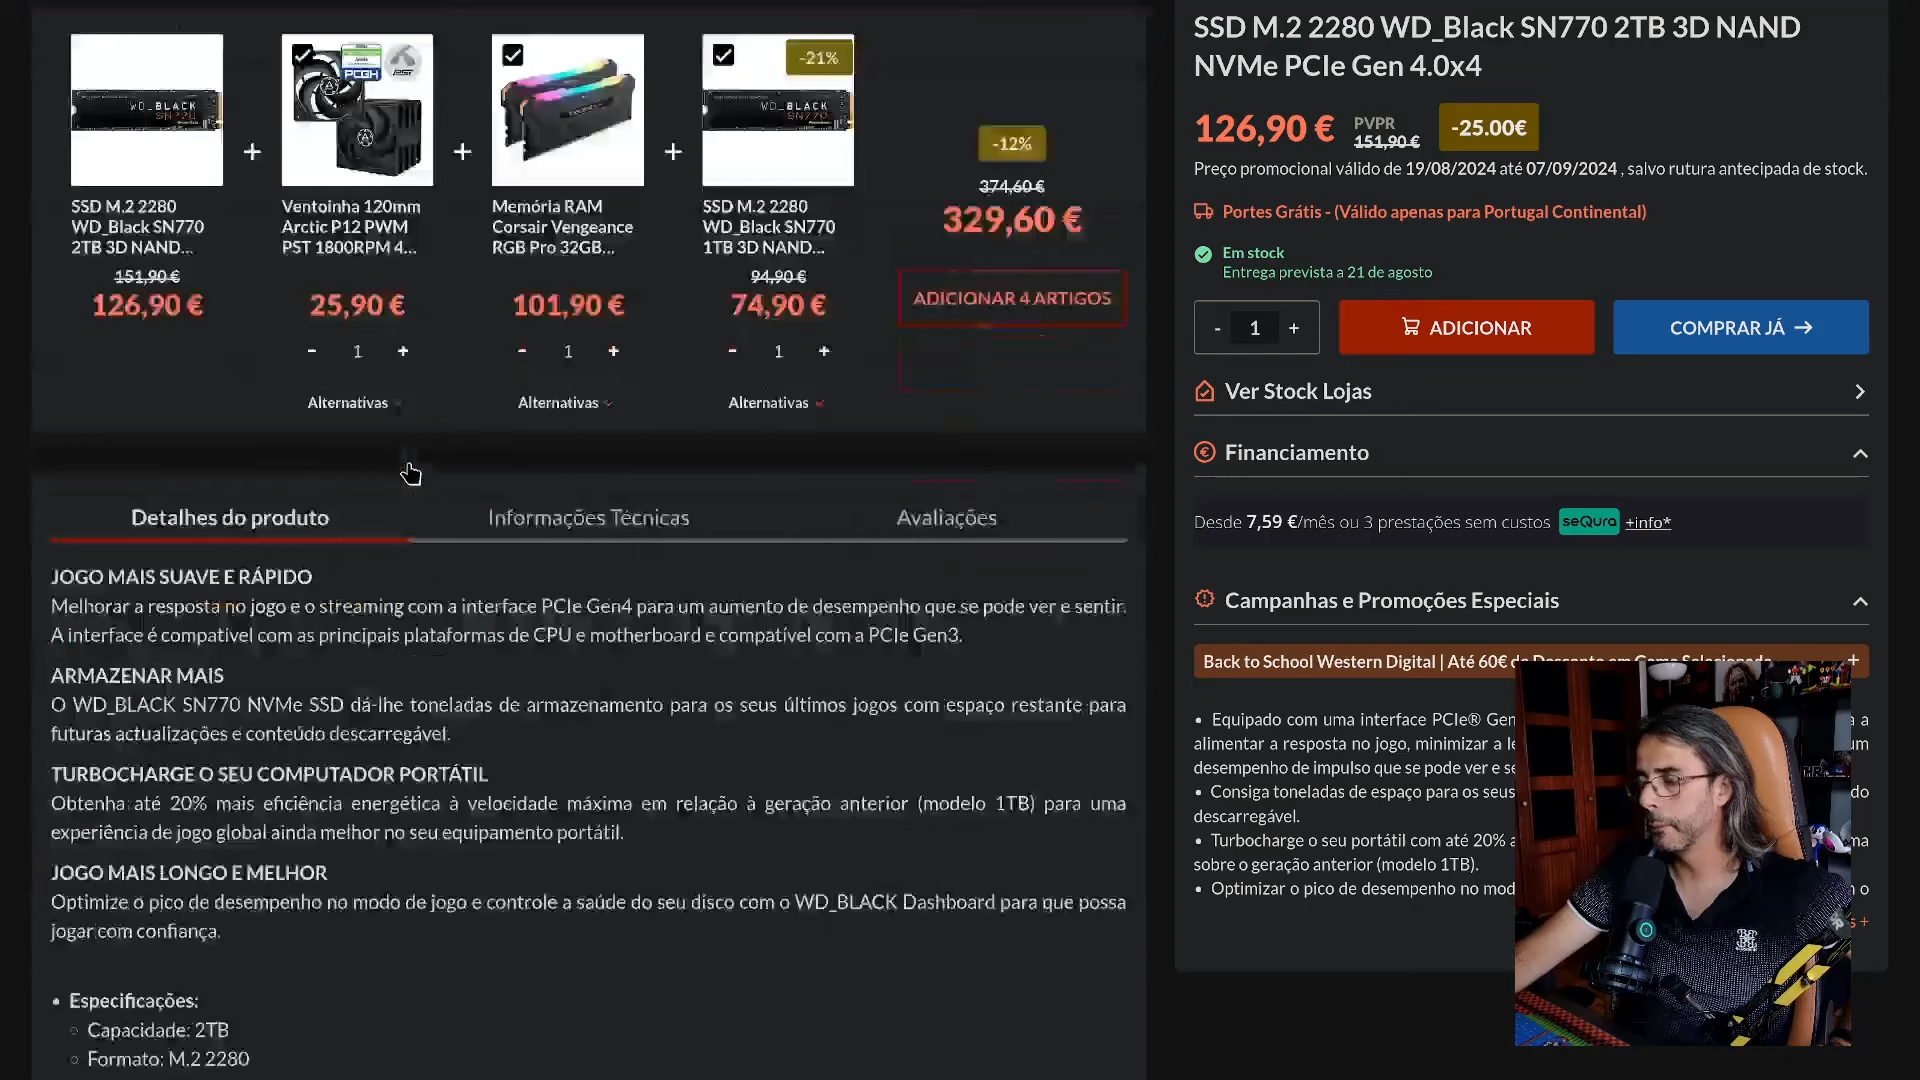 WD_BLACK
SN770
PCGH
-21%
WD_BLACK
SN770
SSD M.2 2280
WD_Black SN770
2TB 3D NAND...
151,90 €
126,90 €
Ventoinha 120mm
Arctic P12 PWM
PST 1800RPM 4...
25,90 €
- 1 +
Alternativas
Memória RAM
Corsair Vengeance
RGB Pro 32GB...
101,90 €
- 1 +
Alternativas
SSD M.2 2280
WD_Black SN770
1TB 3D NAND...
94,90 €
74,90 €
- 1 +
Alternativas
-12%
374,60 €
329,60 €
ADICIONAR 4 ARTIGOS
Detalhes do produto
Informações Técnicas
Avaliações
JOGO MAIS SUAVE E RÁPIDO
Melhorar a resposta no jogo e o streaming com a interface PCIe Gen4 para um aumento de desempenho que se pode ver e sentir.
A interface é compatível com as principais plataformas de CPU e motherboard e compatível com a PCIe Gen3.
ARMAZENAR MAIS
O WD_BLACK SN770 NVMe SSD dá-lhe toneladas de armazenamento para os seus últimos jogos com espaço restante para
futuras actualizações e conteúdo descarregável.
TURBOCHARGE O SEU COMPUTADOR PORTÁTIL
Obtenha até 20% mais eficiência energética à velocidade máxima em relação à geração anterior (modelo 1TB) para uma
experiência de jogo global ainda melhor no seu equipamento portátil.
JOGO MAIS LONGO E MELHOR
Optimize o pico de desempenho no modo de jogo e controle a saúde do seu disco com o WD_BLACK Dashboard para que possa
jogar com confiança.
• Especificações:
○ Capacidade: 2TB
○ Formato: M.2 2280
SSD M.2 2280 WD_Black SN770 2TB 3D NAND
NVMe PCIe Gen 4.0x4
126,90 €
PVPR
151,90 €
-25.00€
Preço promocional válido de 19/08/2024 até 07/09/2024 , salvo rutura antecipada de stock.
Portes Grátis - (Válido apenas para Portugal Continental)
Em stock
Entrega prevista a 21 de agosto
- 1 +
ADICIONAR
COMPRAR JÁ
Ver Stock Lojas
Financiamento
Desde 7,59 €/mês ou 3 prestações sem custos seQura +info*
Campanhas e Promoções Especiais
Back to School Western Digital | Até 60€ de Desconto em Gama Selecionada +
• Equipado com uma interface PCIe® Gen a a
alimentar a resposta no jogo, minimizar a um
desempenho de impulso que se pode ver e
• Consiga toneladas de espaço para os seus do
descarregável.
• Turbocharge o seu portátil com até 20% ma
sobre o geração anterior (modelo 1TB).
• Optimizar o pico de desempenho no mod o
s +